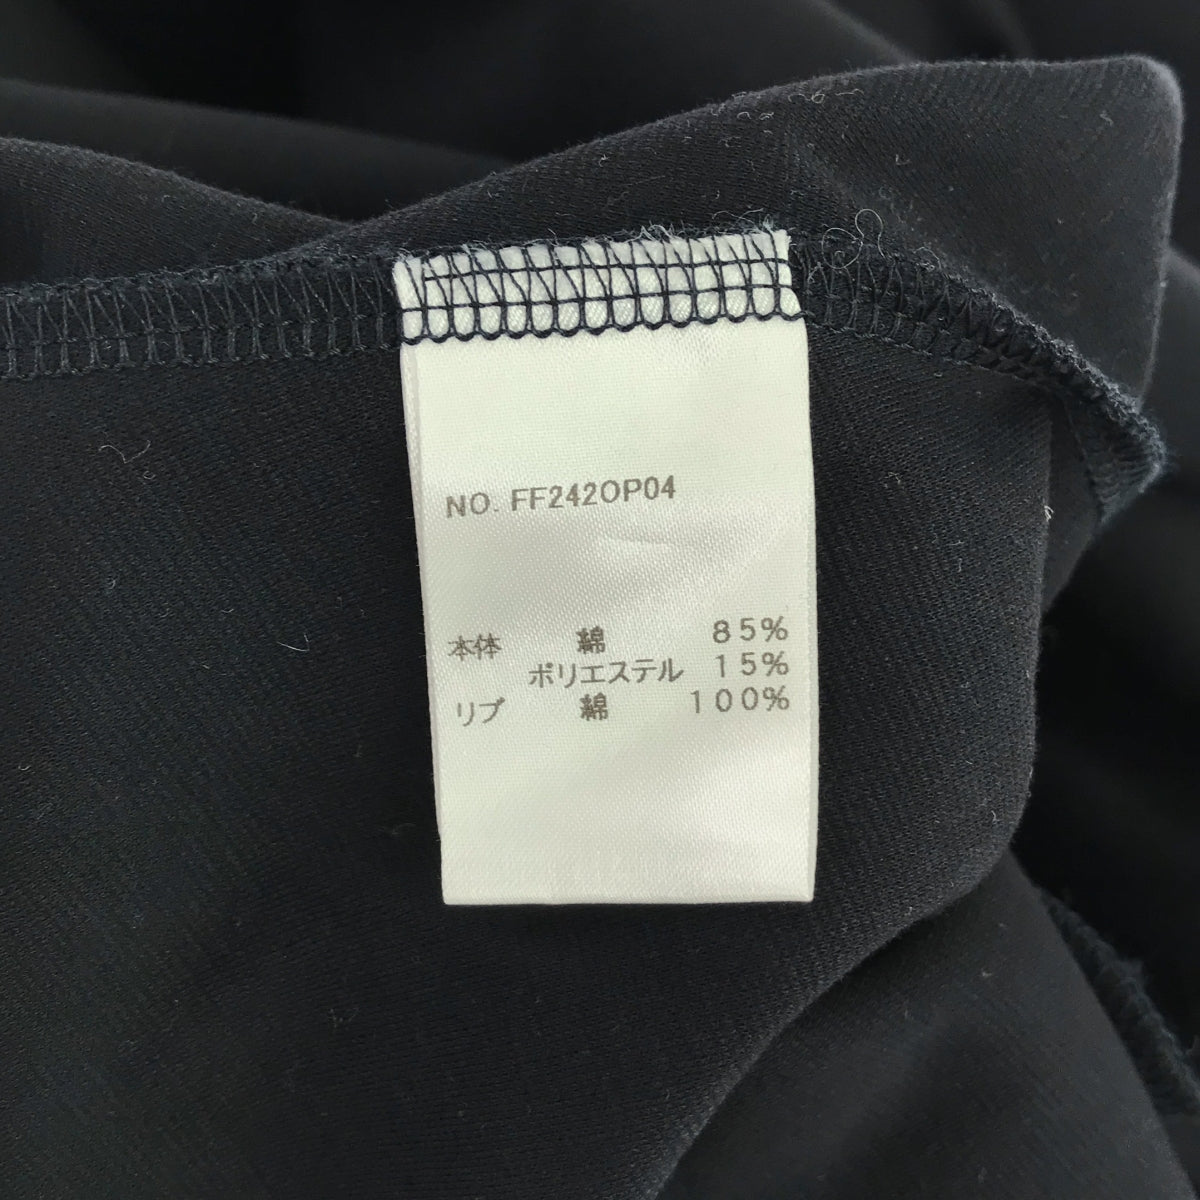 NO. FF242OP04
本体 綿 85%
ポリエステル 15%
リブ 綿 100%